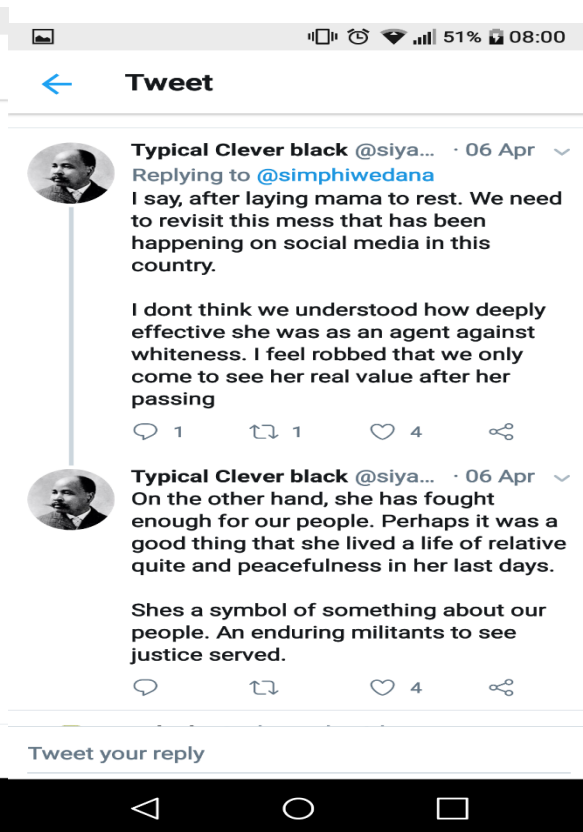 51% 08:00
Tweet
Typical Clever black @siya... · 06 Apr
Replying to @simphiwedana
I say, after laying mama to rest. We need
to revisit this mess that has been
happening on social media in this
country.
I dont think we understood how deeply
effective she was as an agent against
whiteness. I feel robbed that we only
come to see her real value after her
passing
1 1 4
Typical Clever black @siya... · 06 Apr
On the other hand, she has fought
enough for our people. Perhaps it was a
good thing that she lived a life of relative
quite and peacefulness in her last days.
Shes a symbol of something about our
people. An enduring militants to see
justice served.
4
Tweet your reply